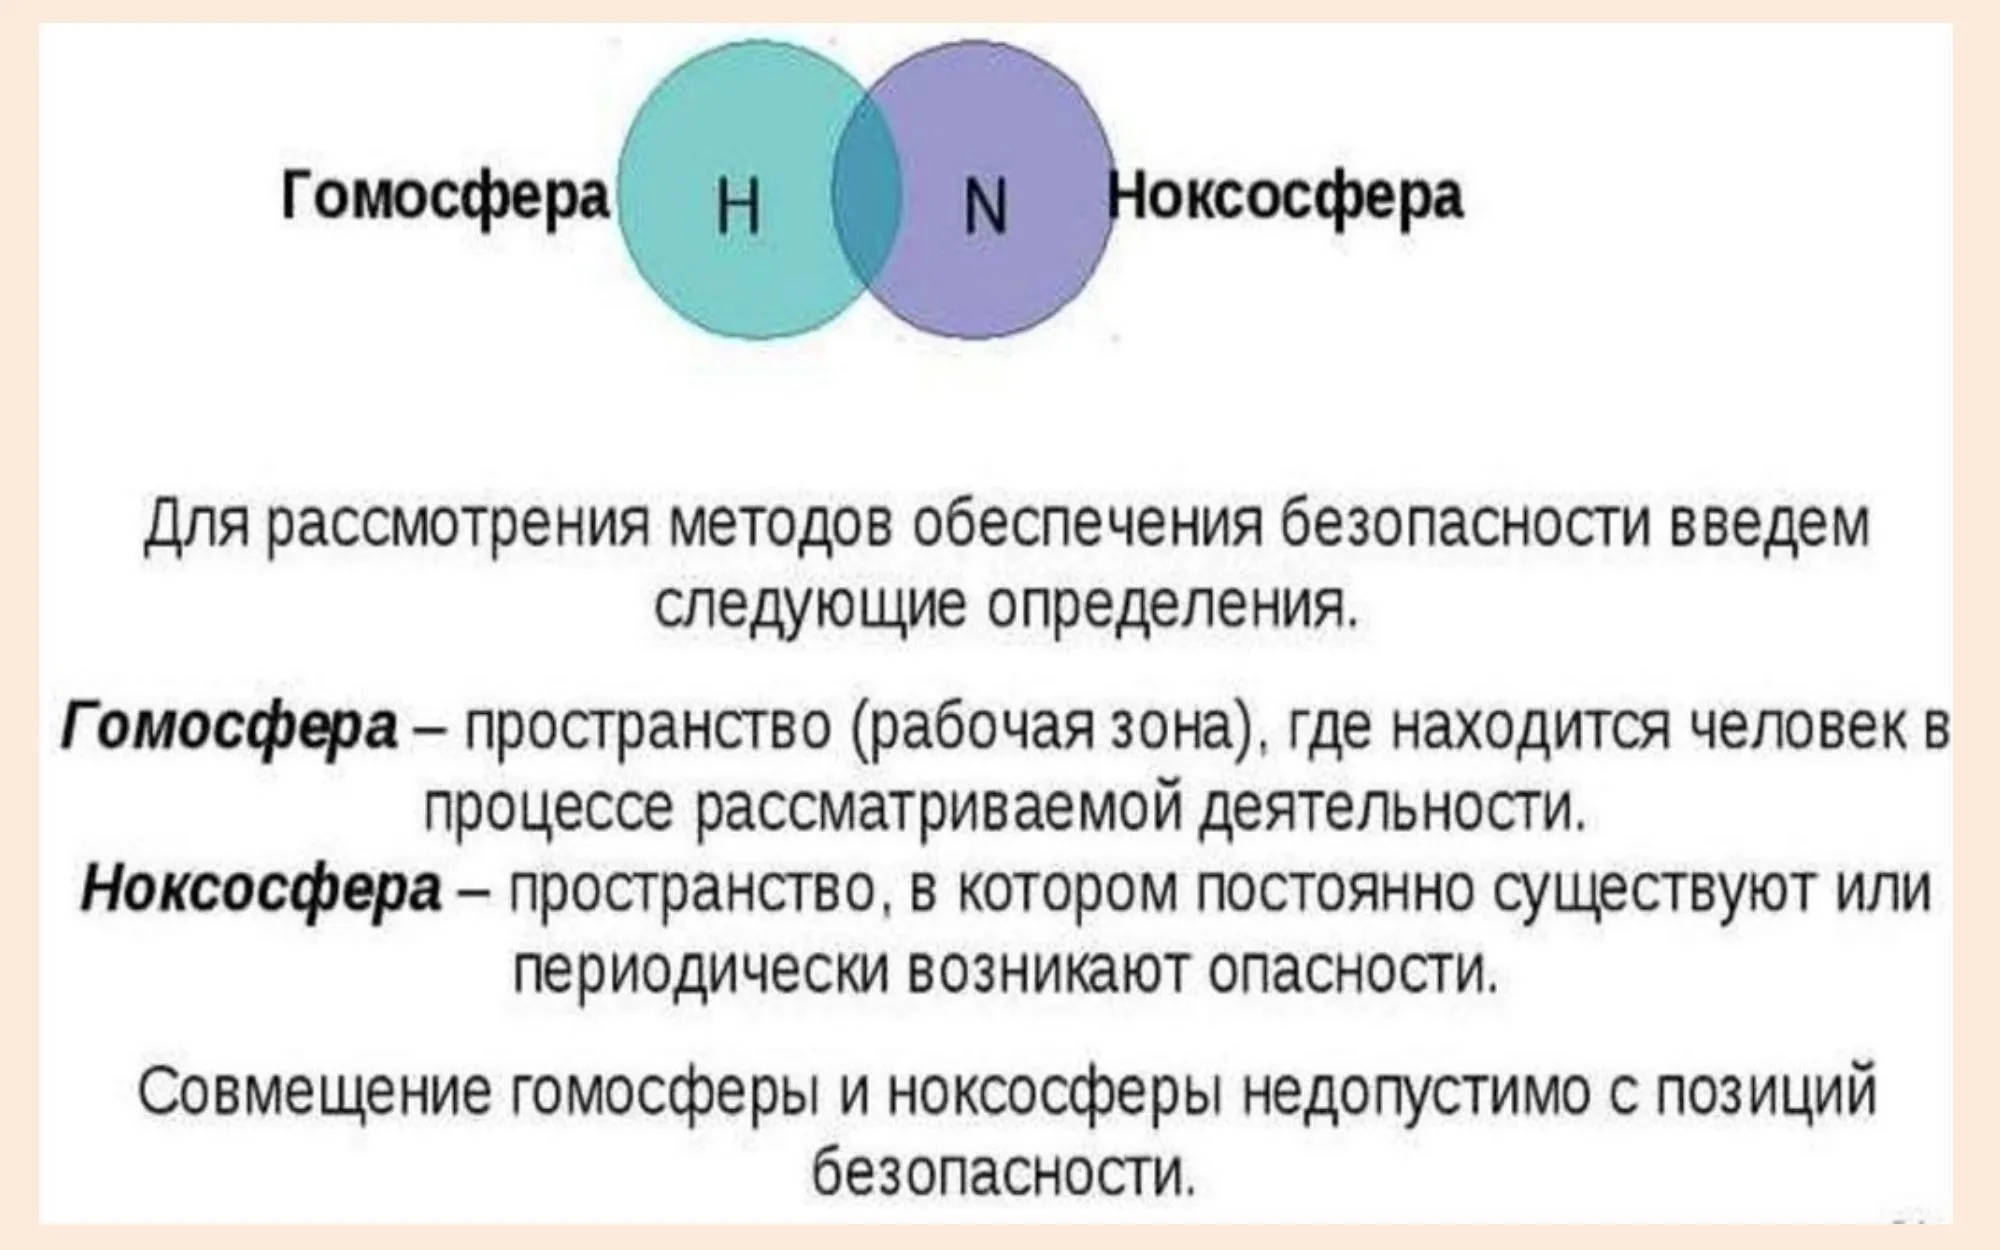 Гомосфера H N Ноксосфера
Для рассмотрения методов обеспечения безопасности введем
следующие определения.
Гомосфера – пространство (рабочая зона), где находится человек в
процессе рассматриваемой деятельности.
Ноксосфера – пространство, в котором постоянно существуют или
периодически возникают опасности.
Совмещение гомосферы и ноксосферы недопустимо с позиций
безопасности.